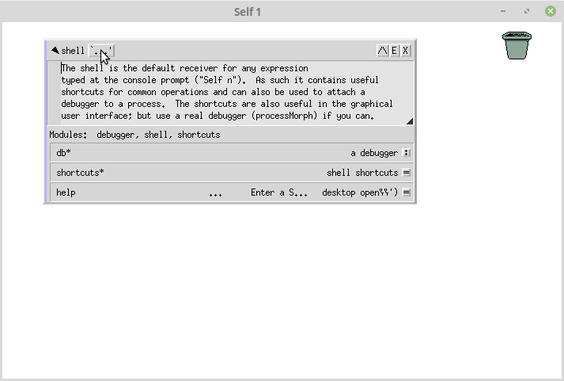 Self 1
shell '...' E X
The shell is the default receiver for any expression
typed at the console prompt ("Self n").  As such it contains useful
shortcuts for common operations and can also be used to attach a
debugger to a process.  The shortcuts are also useful in the graphical
user interface; but use a real debugger (processMorph) if you can.
Modules:  debugger, shell, shortcuts
db* a debugger :
shortcuts* shell shortcuts =
help ... Enter a S... desktop open%%') =